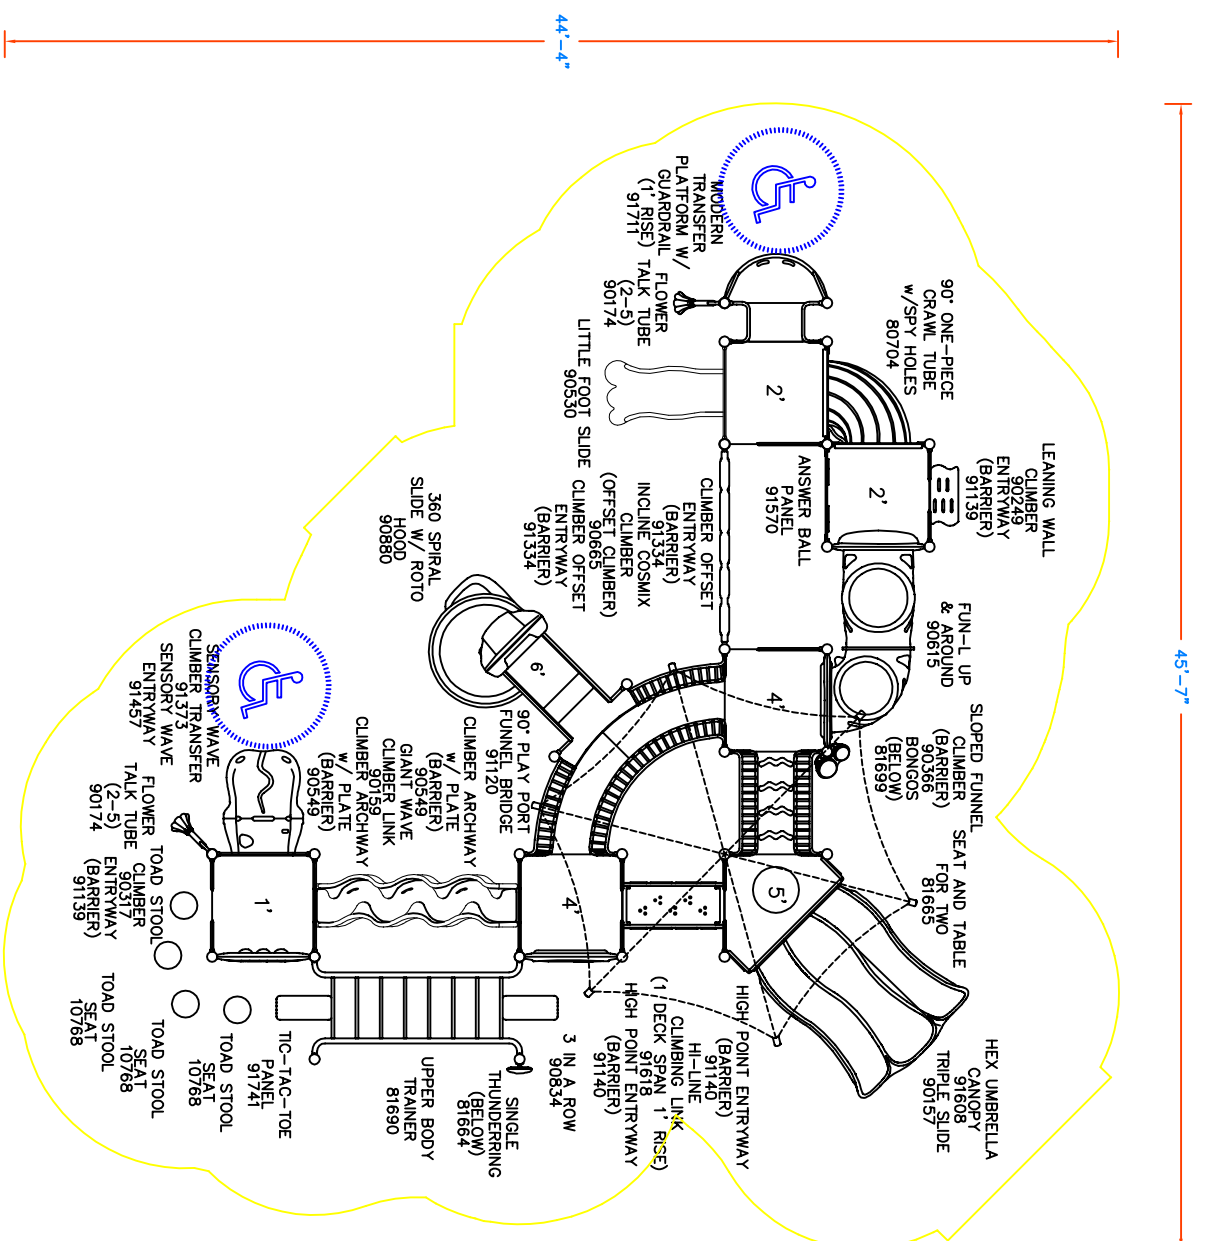 44'-4"
45'-7"
MODERN
TRANSFER
PLATFORM W/
GUARDRAIL
(1' RISE)
91711
FLOWER
TALK TUBE
(2-5)
90174
90° ONE-PIECE
CRAWL TUBE
w/SPY HOLES
80704
LITTLE FOOT SLIDE
90530
2'
2'
LEANING WALL
CLIMBER
90249
ENTRYWAY
(BARRIER)
91139
ANSWER BALL
PANEL
91570
CLIMBER OFFSET
ENTRYWAY
(BARRIER)
91334
INCLINE COSMIX
CLIMBER
(OFFSET CLIMBER)
90665
CLIMBER OFFSET
ENTRYWAY
(BARRIER)
91334
360 SPIRAL
SLIDE W/ ROTO
HOOD
90880
FUN-L UP
& AROUND
90615
6'
4'
SLOPED FUNNEL
CLIMBER
(BARRIER)
90366
BONGOS
(BELOW)
81699
SEAT AND TABLE
FOR TWO
81665
SENSORY WAVE
CLIMBER TRANSFER
91373
SENSORY WAVE
ENTRYWAY
91457
90° PLAY PORT
FUNNEL BRIDGE
91120
CLIMBER ARCHWAY
w/ PLATE
(BARRIER)
90549
GIANT WAVE
CLIMBER LINK
90159
CLIMBER ARCHWAY
w/ PLATE
(BARRIER)
90549
FLOWER
TALK TUBE
(2-5)
90174
5'
4'
1'
TOAD STOOL
CLIMBER
90317
ENTRYWAY
(BARRIER)
91139
HIGH POINT ENTRYWAY
(BARRIER)
91140
HI-LINE
CLIMBING LINK
(1 DECK SPAN 1' RISE)
91618
HIGH POINT ENTRYWAY
(BARRIER)
91140
HEX UMBRELLA
CANOPY
91608
TRIPLE SLIDE
90157
3 IN A ROW
90834
SINGLE
THUNDERRING
(BELOW)
81664
UPPER BODY
TRAINER
81690
TIC-TAC-TOE
PANEL
91741
TOAD STOOL
SEAT
10768
TOAD STOOL
SEAT
10768
TOAD STOOL
SEAT
10768